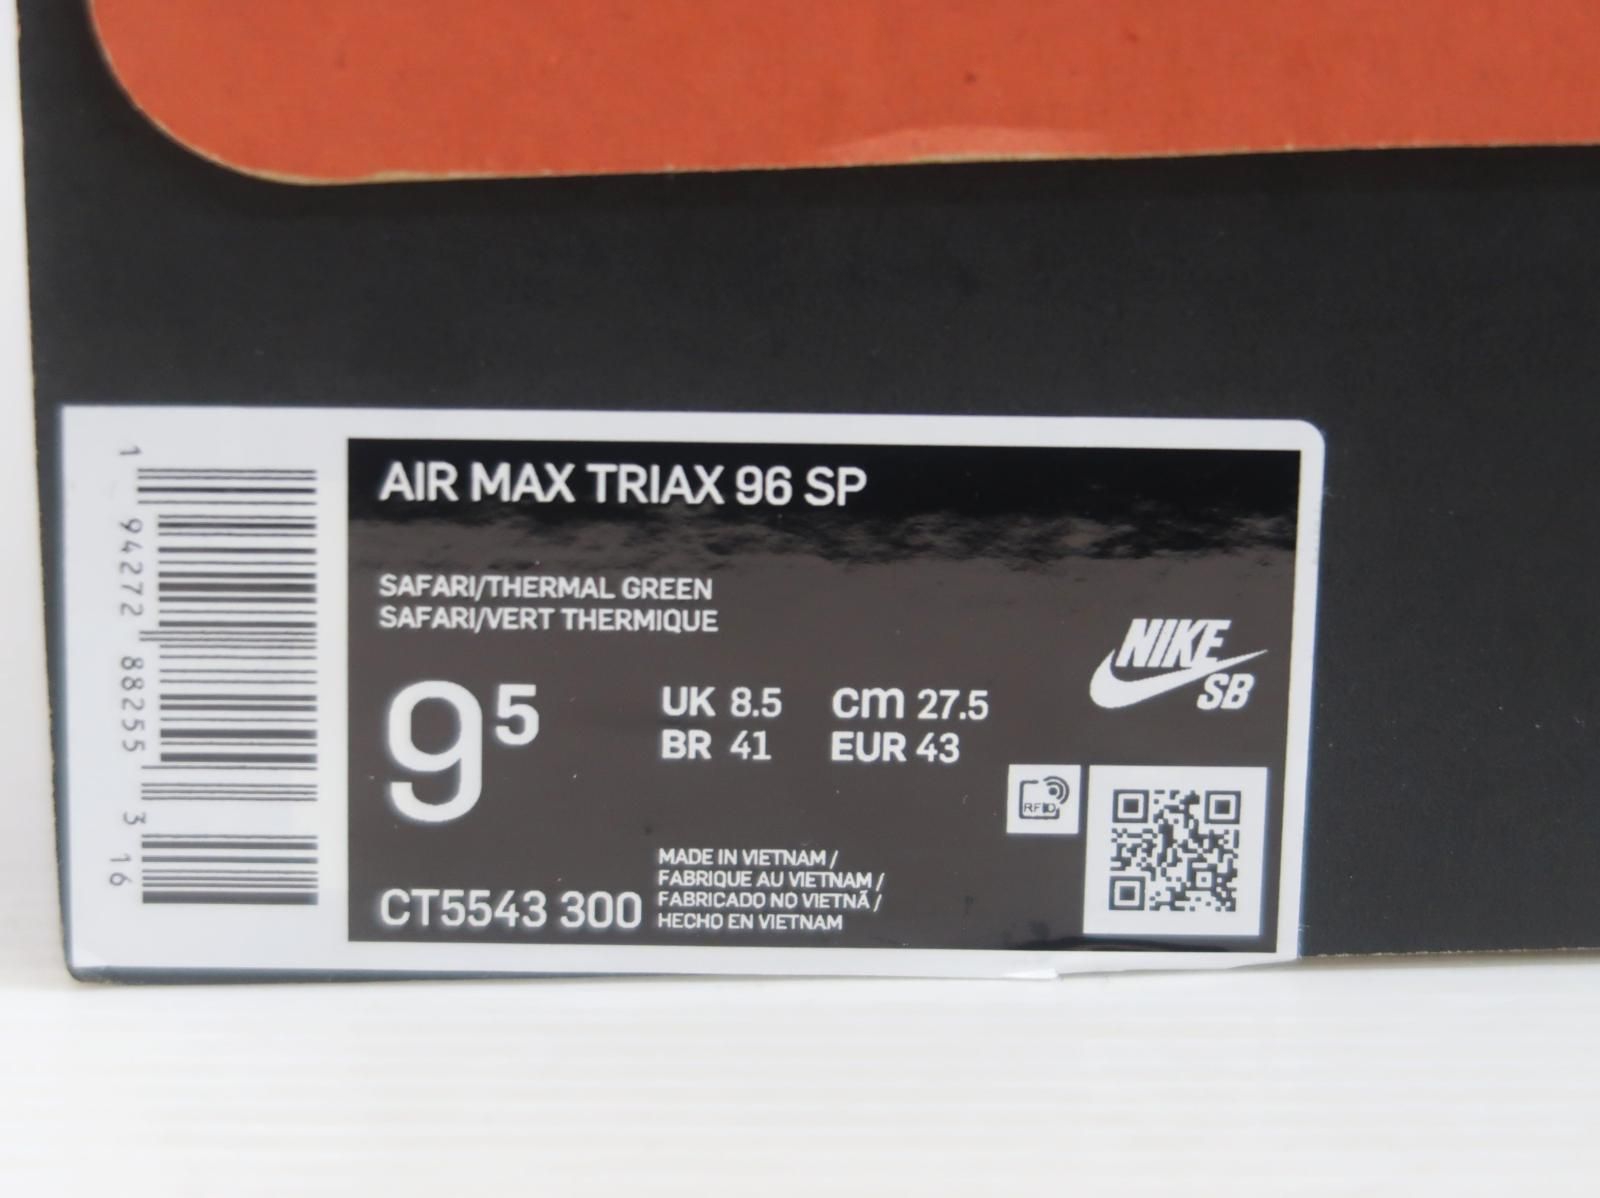 1 94272 88255 3 16
AIR MAX TRIAX 96 SP
SAFARI/THERMAL GREEN
SAFARI/VERT THERMIQUE
9⁵
UK 8.5 cm 27.5
BR 41 EUR 43
NIKE
SB
RFID
CT5543 300
MADE IN VIETNAM /
FABRIQUE AU VIETNAM /
FABRICADO NO VIETNÃ /
HECHO EN VIETNAM